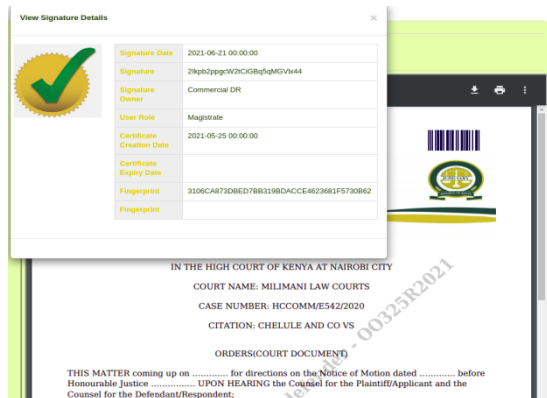 View Signature Details ×
Signature Date 2021-06-21 00:00:00
Signature 2Ikpb2ppgcW2tCiGBq5qMGVIx44
Signature Owner Commercial DR
User Role Magistrate
Certificate Creation Date 2021-05-25 00:00:00
Certificate Expiry Date
Fingerprint 3106CA873DBED7BB319BDACCE4623681F5730B62
Fingerprint
IN THE HIGH COURT OF KENYA AT NAIROBI CITY
COURT NAME: MILIMANI LAW COURTS
CASE NUMBER: HCCOMM/E542/2020
CITATION: CHELULE AND CO VS
ORDERS(COURT DOCUMENT)
THIS MATTER coming up on ............. for directions on the Notice of Motion dated ............. before
Honourable Justice ................ UPON HEARING the Counsel for the Plaintiff/Applicant and the
Counsel for the Defendant/Respondent;
- OO325R2021